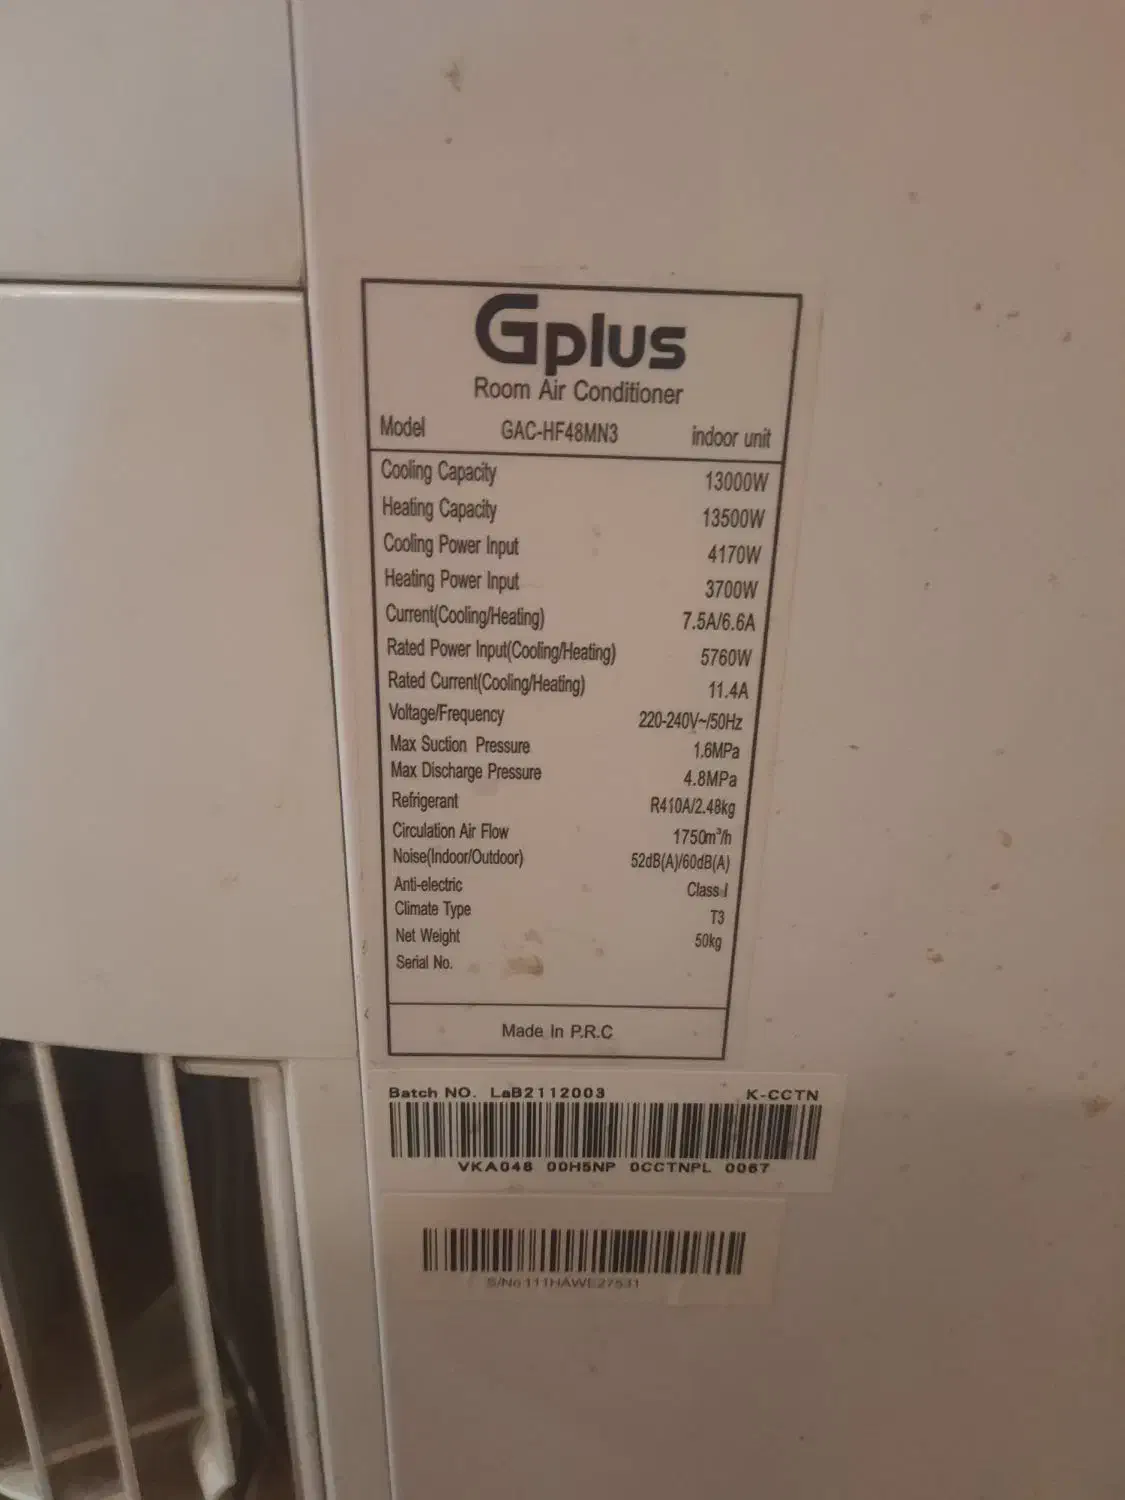 Gplus
Room Air Conditioner
Model GAC-HF48MN3 indoor unit
Cooling Capacity 13000W
Heating Capacity 13500W
Cooling Power Input 4170W
Heating Power Input 3700W
Current(Cooling/Heating) 7.5A/6.6A
Rated Power Input(Cooling/Heating) 5760W
Rated Current(Cooling/Heating) 11.4A
Voltage/Frequency 220-240V~/50Hz
Max Suction Pressure 1.6MPa
Max Discharge Pressure 4.8MPa
Refrigerant R410A/2.48kg
Circulation Air Flow 1750m³/h
Noise(Indoor/Outdoor) 52dB(A)/60dB(A)
Anti-electric Class I
Climate Type T3
Net Weight 50kg
Serial No.
Made In P.R.C
Batch NO. LaB2112003 K-CCTN
VKA048 00H5NP 0CCTNPL 0067
S/No 111HAWE27531